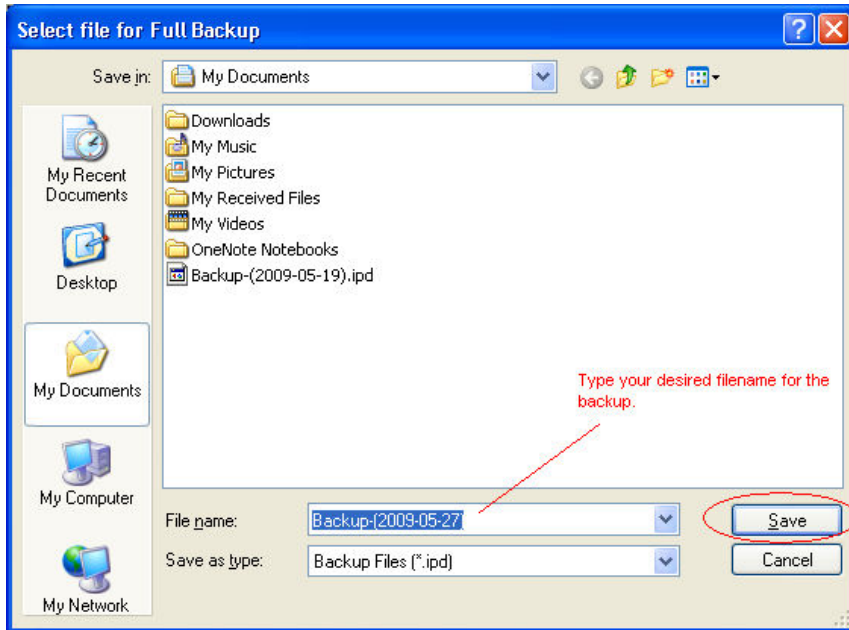 Select file for Full Backup
Save in:
My Documents
My Recent
Documents
Desktop
My Documents
My Computer
My Network
Downloads
My Music
My Pictures
My Received Files
My Videos
OneNote Notebooks
Backup-(2009-05-19).ipd
Type your desired filename for the
backup.
File name:
Backup-(2009-05-27)
Save
Save as type:
Backup Files (*.ipd)
Cancel